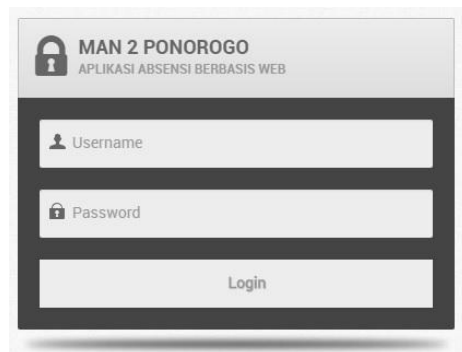 MAN 2 PONOROGO
APLIKASI ABSENSI BERBASIS WEB
Username
Password
Login